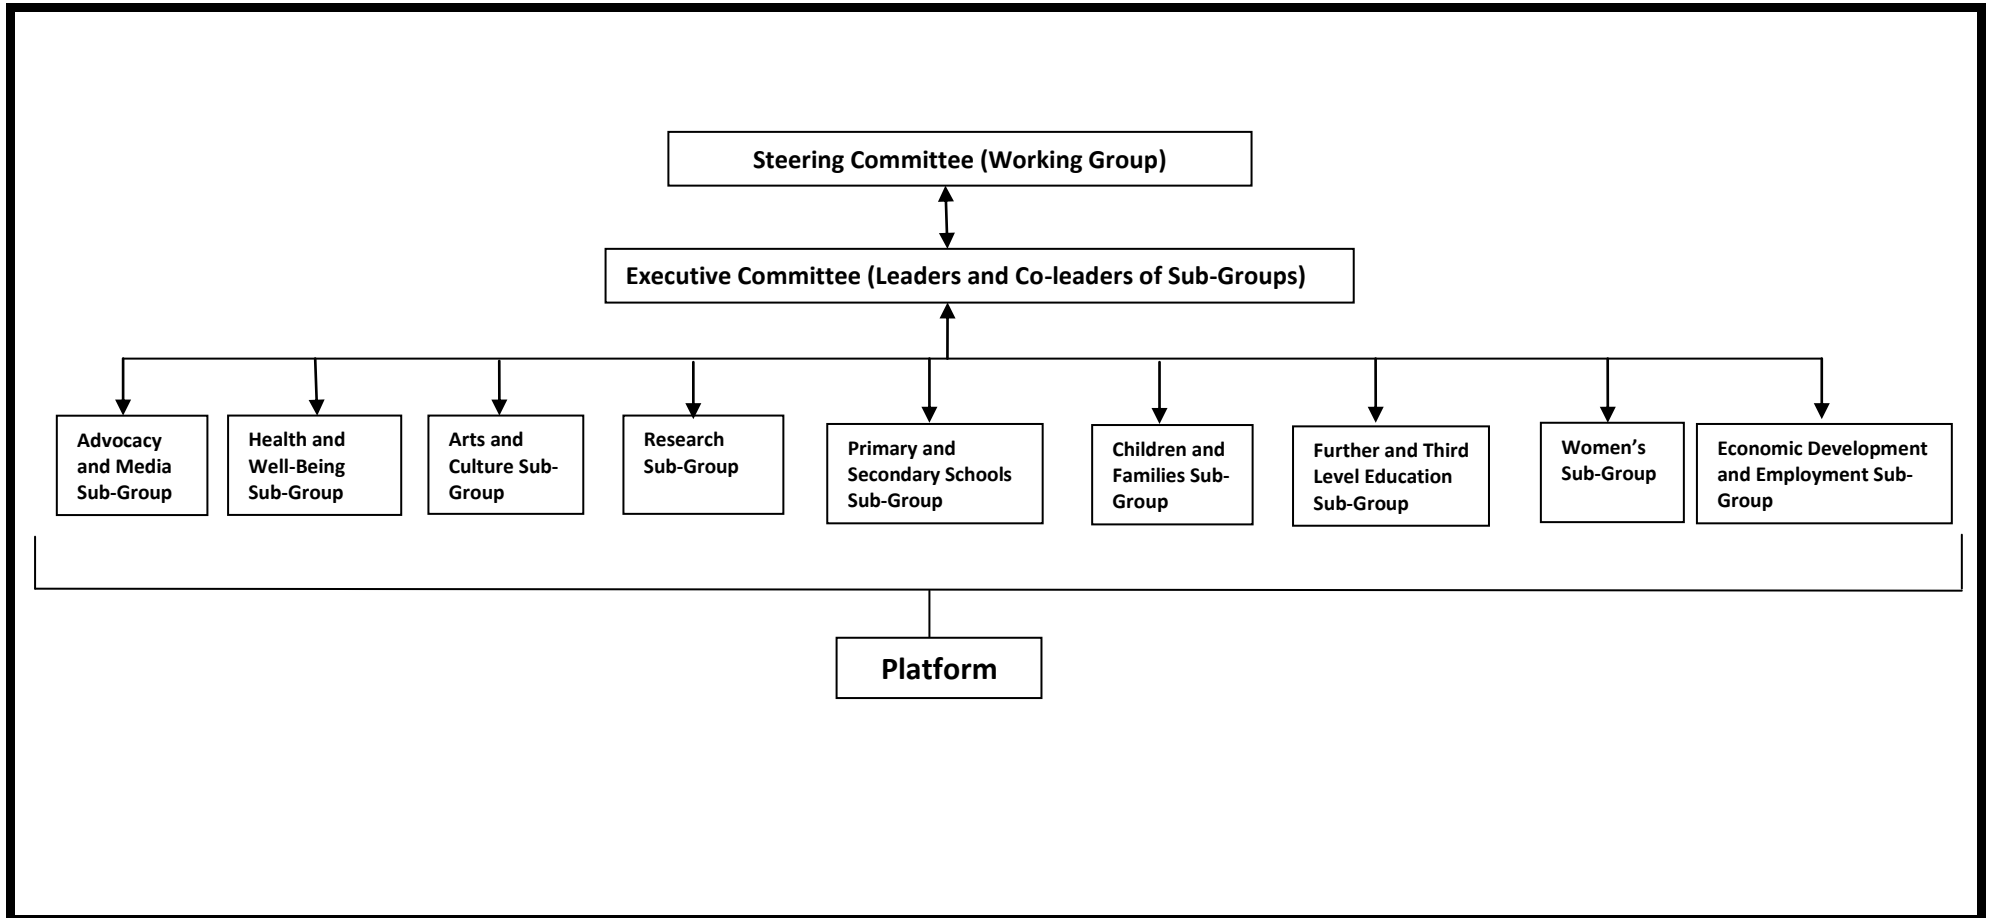 Steering Committee (Working Group)
Executive Committee (Leaders and Co-leaders of Sub-Groups)
Advocacy
and Media
Sub-Group
Health and
Well-Being
Sub-Group
Arts and
Culture Sub-
Group
Research
Sub-Group
Primary and
Secondary Schools
Sub-Group
Children and
Families Sub-
Group
Further and Third
Level Education
Sub-Group
Women’s
Sub-Group
Economic Development
and Employment Sub-
Group
Platform